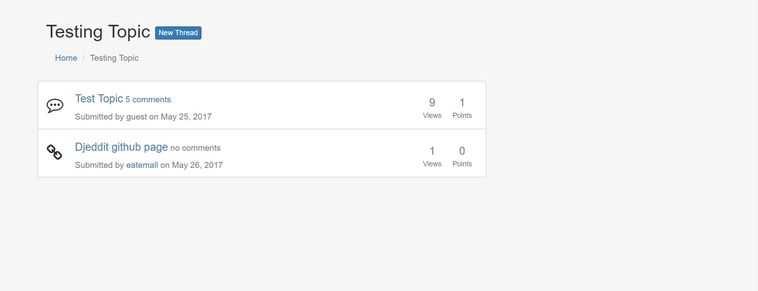 Testing Topic New Thread
Home / Testing Topic
Test Topic 5 comments
9 1
Submitted by guest on May 25, 2017
Views Points
Djeddit github page no comments
1 0
Submitted by eatemall on May 26, 2017
Views Points